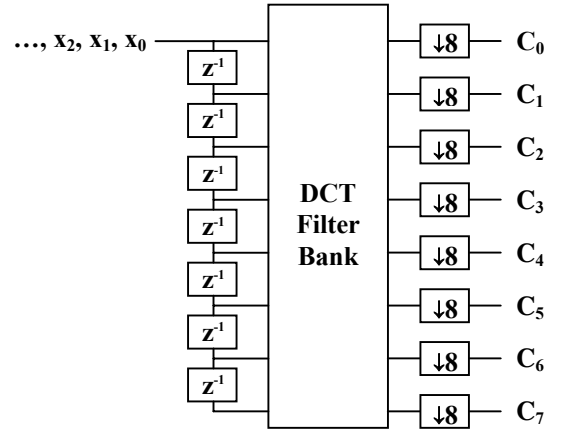 ..., x₂, x₁, x₀
z⁻¹
z⁻¹
z⁻¹
z⁻¹
z⁻¹
z⁻¹
z⁻¹
DCT
Filter
Bank
↓8 C₀
↓8 C₁
↓8 C₂
↓8 C₃
↓8 C₄
↓8 C₅
↓8 C₆
↓8 C₇